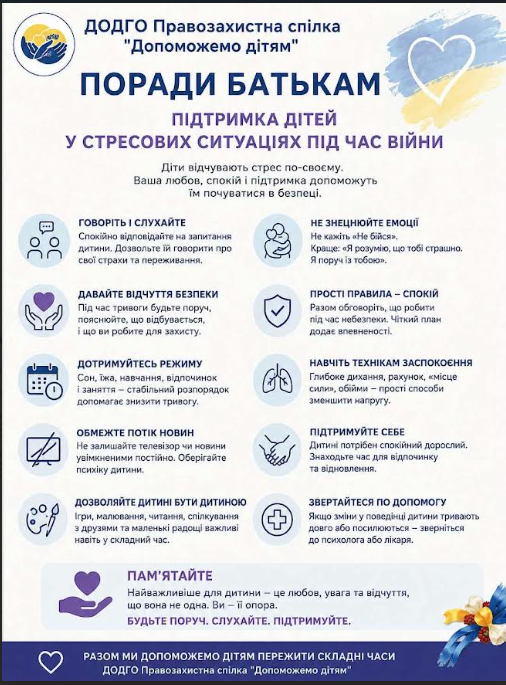 ДОДГО Правозахистна спілка
"Допоможемо дітям"
ПОРАДИ БАТЬКАМ
ПІДТРИМКА ДІТЕЙ
У СТРЕСОВИХ СИТУАЦІЯХ ПІД ЧАС ВІЙНИ
Діти відчувають стрес по-своєму.
Ваша любов, спокій і підтримка допоможуть
їм почуватися в безпеці.
ГОВОРІТЬ І СЛУХАЙТЕ
Спокійно відповідайте на запитання
дитини. Дозвольте їй говорити про
свої страхи та переживання.
НЕ ЗНЕЦІНЮЙТЕ ЕМОЦІЇ
Не кажіть «Не бійся».
Краще: «Я розумію, що тобі страшно.
Я поруч із тобою».
ДАВАЙТЕ ВІДЧУТТЯ БЕЗПЕКИ
Під час тривоги будьте поруч,
пояснюйте, що відбувається,
і що ви робите для захисту.
ПРОСТІ ПРАВИЛА – СПОКІЙ
Разом обговоріть, що робити
під час небезпеки. Чіткий план
додає впевненості.
ДОТРИМУЙТЕСЬ РЕЖИМУ
Сон, їжа, навчання, відпочинок
і заняття – стабільний розпорядок
допомагає знизити тривогу.
НАВЧІТЬ ТЕХНІКАМ ЗАСПОКОЄННЯ
Глибоке дихання, рахунок, «місце
сили», обійми – прості способи
зменшити напругу.
ОБМЕЖТЕ ПОТІК НОВИН
Не залишайте телевізор чи новини
увімкненими постійно. Оберігайте
психіку дитини.
ПІДТРИМУЙТЕ СЕБЕ
Дитині потрібен спокійний дорослий.
Знаходьте час для відпочинку
та відновлення.
ДОЗВОЛЯЙТЕ ДИТИНІ БУТИ ДИТИНОЮ
Ігри, малювання, читання, спілкування
з друзями та маленькі радощі важливі
навіть у складний час.
ЗВЕРТАЙТЕСЯ ПО ДОПОМОГУ
Якщо зміни у поведінці дитини тривають
довго або посилюються – зверніться
до психолога або лікаря.
ПАМ'ЯТАЙТЕ
Найважливіше для дитини – це любов, увага та відчуття,
що вона не одна. Ви – її опора.
БУДЬТЕ ПОРУЧ. СЛУХАЙТЕ. ПІДТРИМУЙТЕ.
РАЗОМ МИ ДОПОМОЖЕМО ДІТЯМ ПЕРЕЖИТИ СКЛАДНІ ЧАСИ
ДОДГО Правозахистна спілка "Допоможемо дітям"